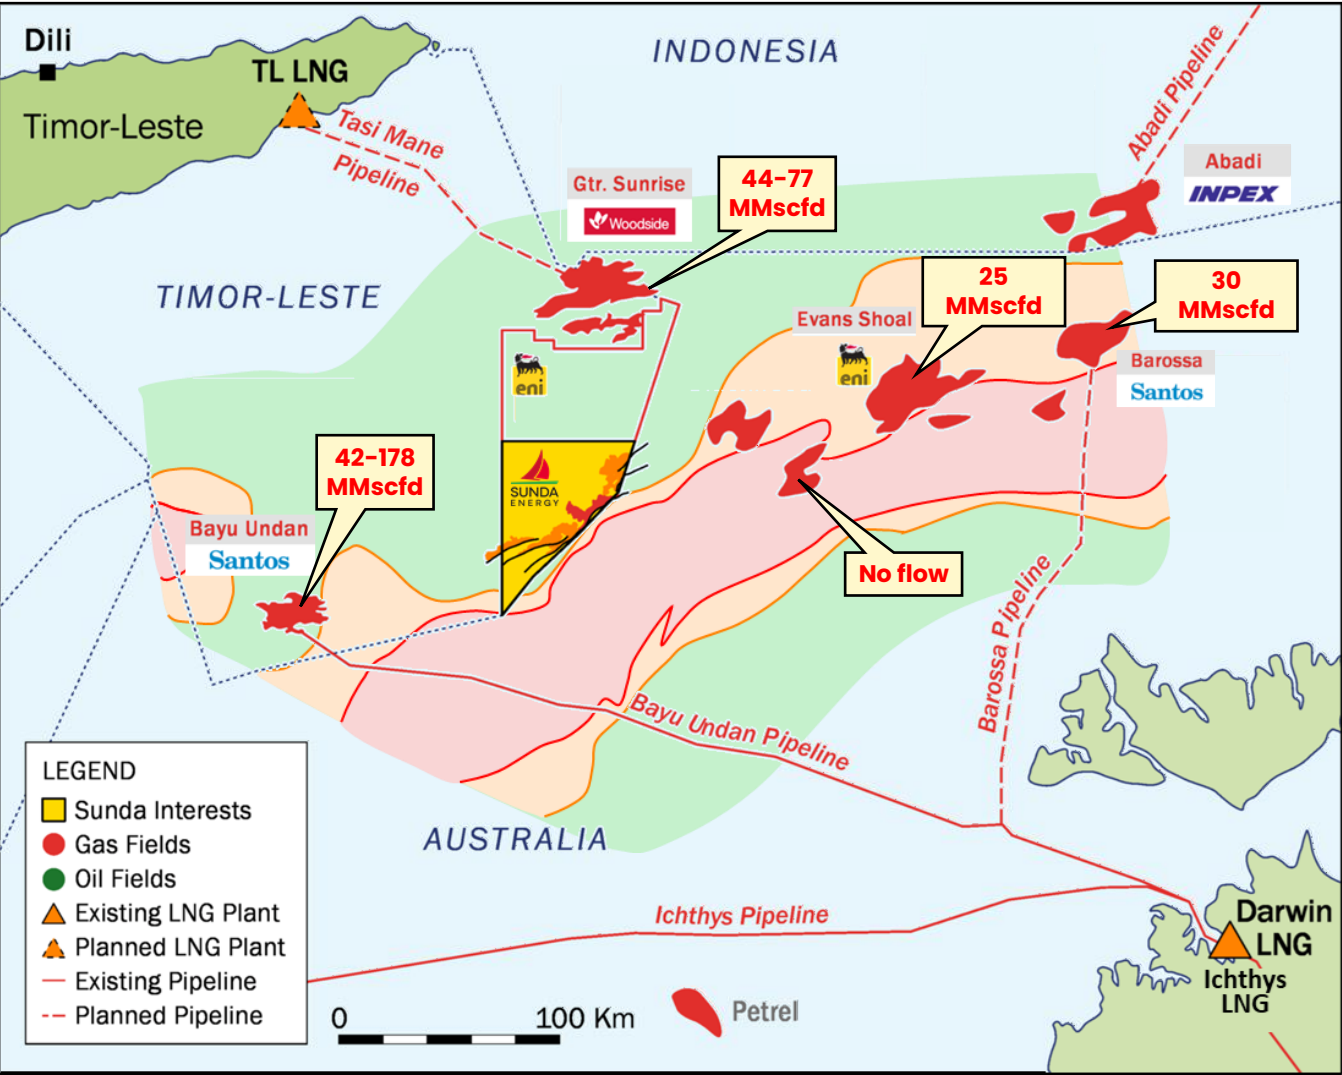 Dili
TL LNG
Timor-Leste
Tasi Mane
Pipeline
INDONESIA
Abadi Pipeline
Abadi
INPEX
Gtr. Sunrise
Woodside
44-77
MMscfd
TIMOR-LESTE
25
MMscfd
30
MMscfd
Evans Shoal
eni
eni
Barossa
Santos
42-178
MMscfd
SUNDA
ENERGY
Bayu Undan
Santos
No flow
Barossa Pipeline
Bayu Undan Pipeline
AUSTRALIA
Ichthys Pipeline
Darwin
LNG
Ichthys
LNG
Petrel
LEGEND
Sunda Interests
Gas Fields
Oil Fields
Existing LNG Plant
Planned LNG Plant
Existing Pipeline
Planned Pipeline
0 100 Km